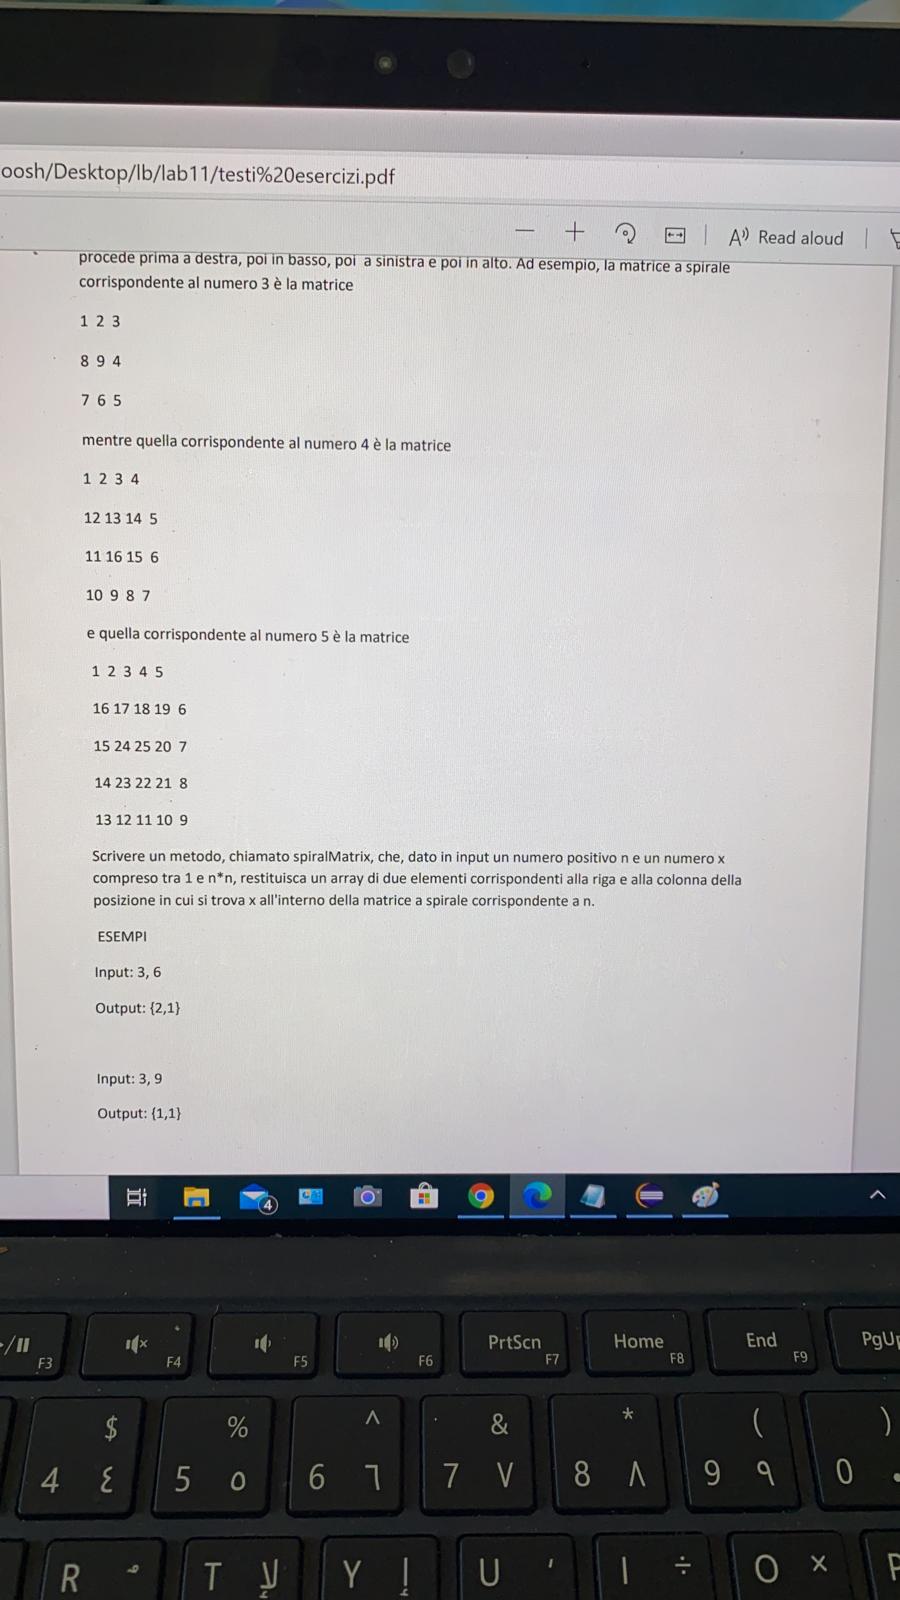 oosh/Desktop/lb/lab11/testi%20esercizi.pdf
Read aloud
procede prima a destra, poi in basso, poi a sinistra e poi in alto. Ad esempio, la matrice a spirale
corrispondente al numero 3 è la matrice
1 2 3
8 9 4
7 6 5
mentre quella corrispondente al numero 4 è la matrice
1 2 3 4
12 13 14 5
11 16 15 6
10 9 8 7
e quella corrispondente al numero 5 è la matrice
1 2 3 4 5
16 17 18 19 6
15 24 25 20 7
14 23 22 21 8
13 12 11 10 9
Scrivere un metodo, chiamato spiralMatrix, che, dato in input un numero positivo n e un numero x
compreso tra 1 e n*n, restituisca un array di due elementi corrispondenti alla riga e alla colonna della
posizione in cui si trova x all'interno della matrice a spirale corrispondente a n.
ESEMPI
Input: 3, 6
Output: {2,1}
Input: 3, 9
Output: {1,1}
4
F3 F4 F5 F6 PrtScn F7 Home F8 End F9 PgUp
$ % ^ & * ( )
4 ٤ 5 ٥ 6 ٦ 7 ٧ 8 ٨ 9 ٩ 0
R T Y U I ÷ O ×